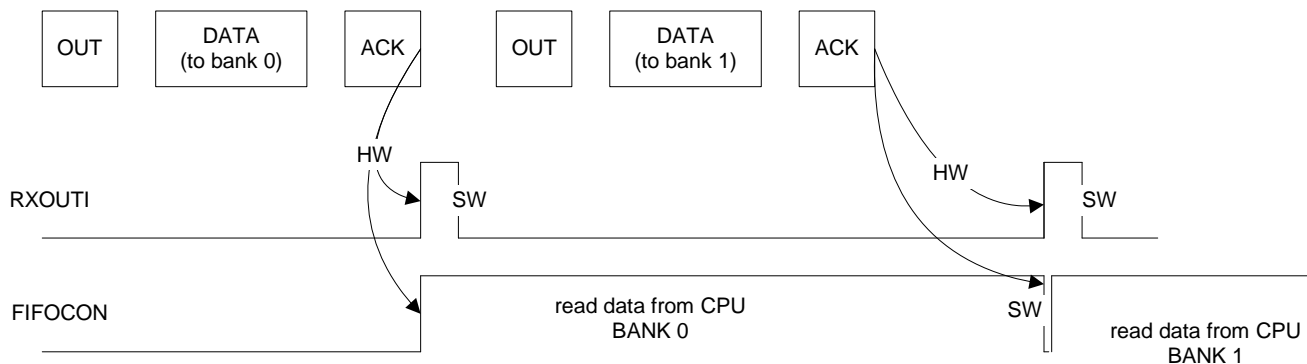 OUT
DATA
(to bank 0)
ACK
OUT
DATA
(to bank 1)
ACK
HW
HW
RXOUTI
SW
SW
FIFOCON
read data from CPU
BANK 0
SW
read data from CPU
BANK 1